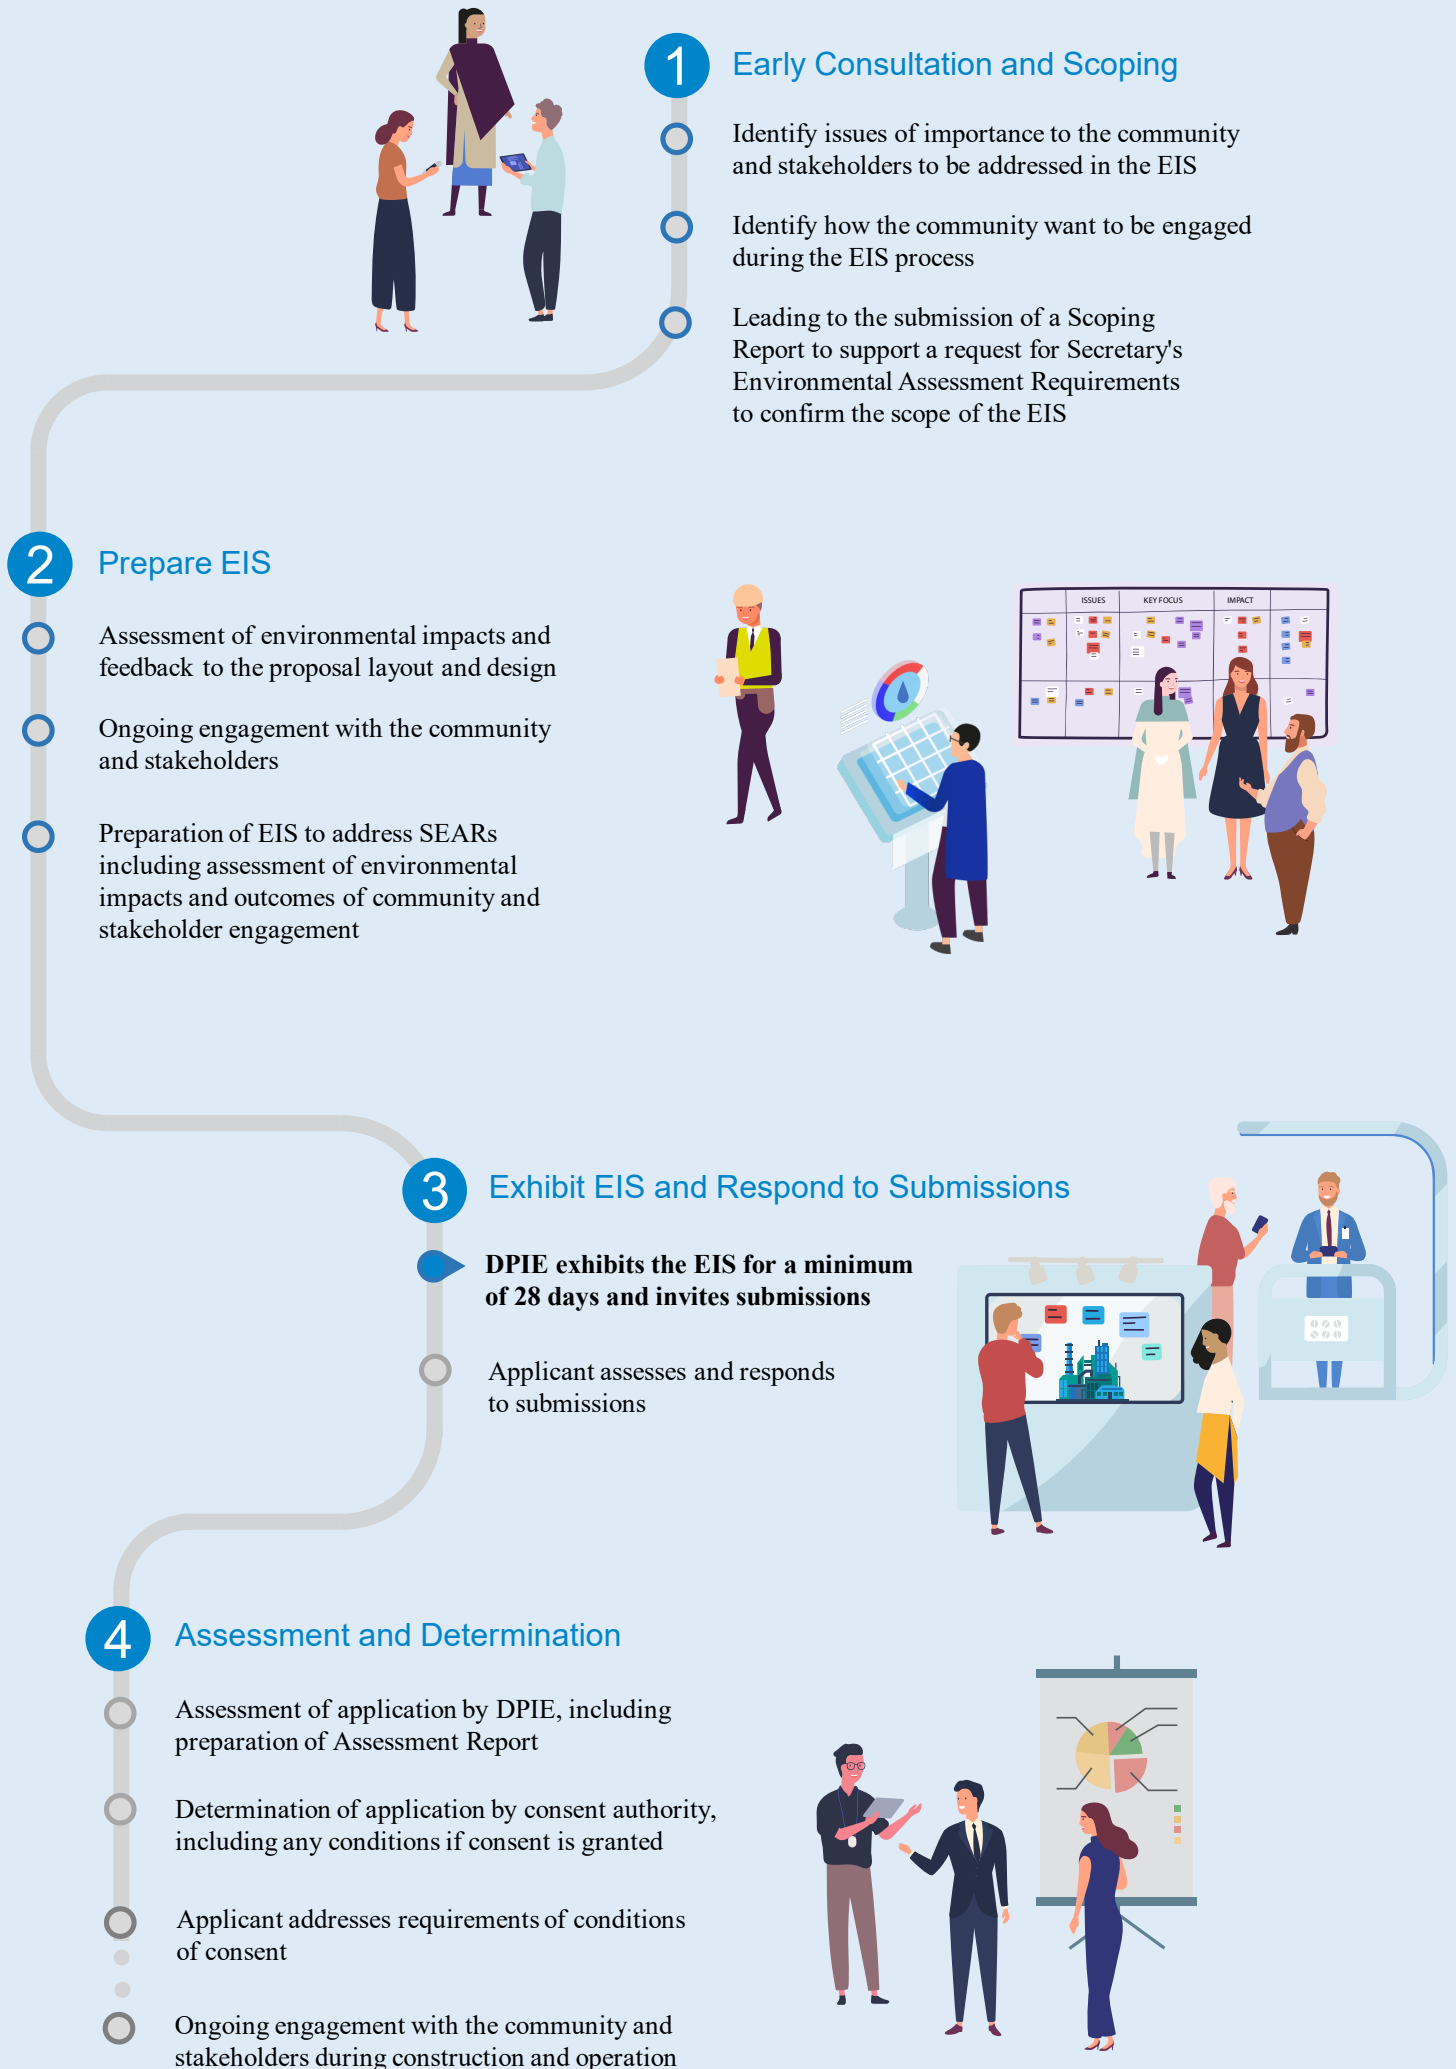 1
Early Consultation and Scoping
Identify issues of importance to the community
and stakeholders to be addressed in the EIS
Identify how the community want to be engaged
during the EIS process
Leading to the submission of a Scoping
Report to support a request for Secretary's
Environmental Assessment Requirements
to confirm the scope of the EIS
2
Prepare EIS
Assessment of environmental impacts and
feedback to the proposal layout and design
Ongoing engagement with the community
and stakeholders
Preparation of EIS to address SEARs
including assessment of environmental
impacts and outcomes of community and
stakeholder engagement
ISSUES KEY FOCUS IMPACT
3
Exhibit EIS and Respond to Submissions
DPIE exhibits the EIS for a minimum
of 28 days and invites submissions
Applicant assesses and responds
to submissions
4
Assessment and Determination
Assessment of application by DPIE, including
preparation of Assessment Report
Determination of application by consent authority,
including any conditions if consent is granted
Applicant addresses requirements of conditions
of consent
Ongoing engagement with the community and
stakeholders during construction and operation